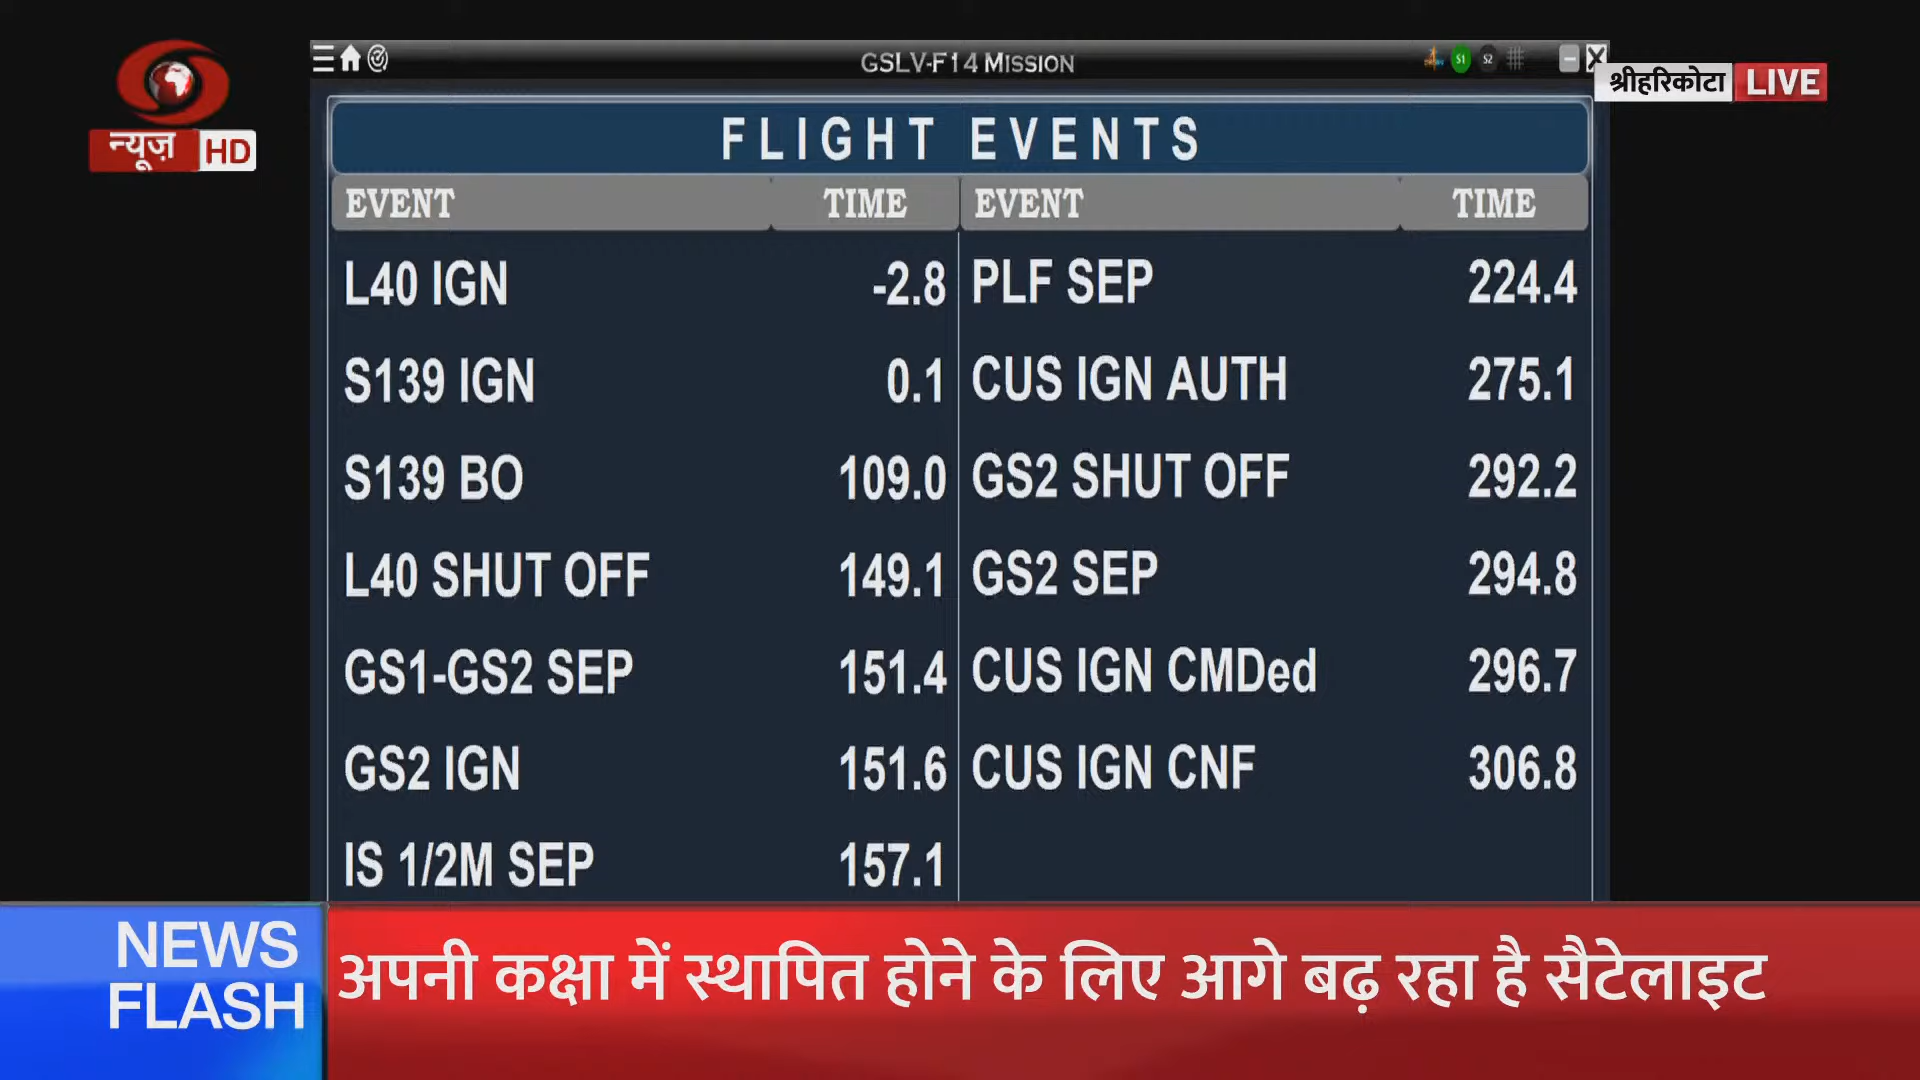 GSLV-F14 MISSION
S1 S2
न्यूज़ HD
श्रीहरिकोटा LIVE
FLIGHT EVENTS
EVENT TIME EVENT TIME
L40 IGN -2.8 PLF SEP 224.4
S139 IGN 0.1 CUS IGN AUTH 275.1
S139 BO 109.0 GS2 SHUT OFF 292.2
L40 SHUT OFF 149.1 GS2 SEP 294.8
GS1-GS2 SEP 151.4 CUS IGN CMDed 296.7
GS2 IGN 151.6 CUS IGN CNF 306.8
IS 1/2M SEP 157.1
NEWS
FLASH
अपनी कक्षा में स्थापित होने के लिए आगे बढ़ रहा है सैटेलाइट